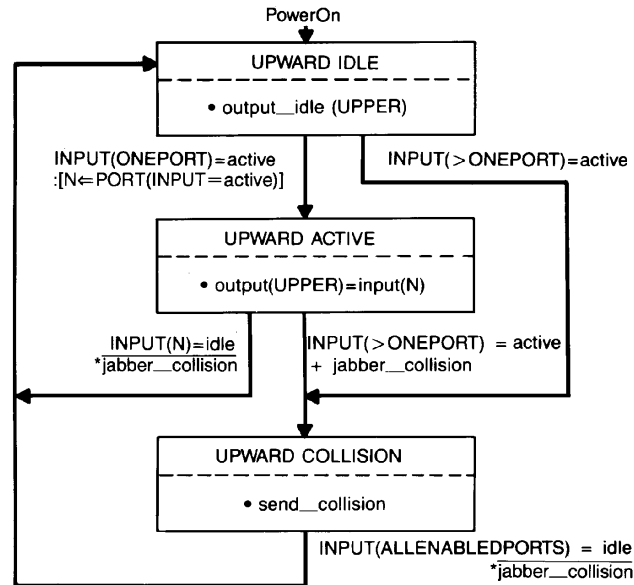 PowerOn
UPWARD IDLE
• output__idle (UPPER)
INPUT(ONEPORT)=active
:[N⇐PORT(INPUT=active)]
INPUT(>ONEPORT)=active
UPWARD ACTIVE
• output(UPPER)=input(N)
INPUT(N)=idle
*jabber__collision
INPUT(>ONEPORT) = active
+ jabber__collision
UPWARD COLLISION
• send__collision
INPUT(ALLENABLEDPORTS) = idle
*jabber__collision